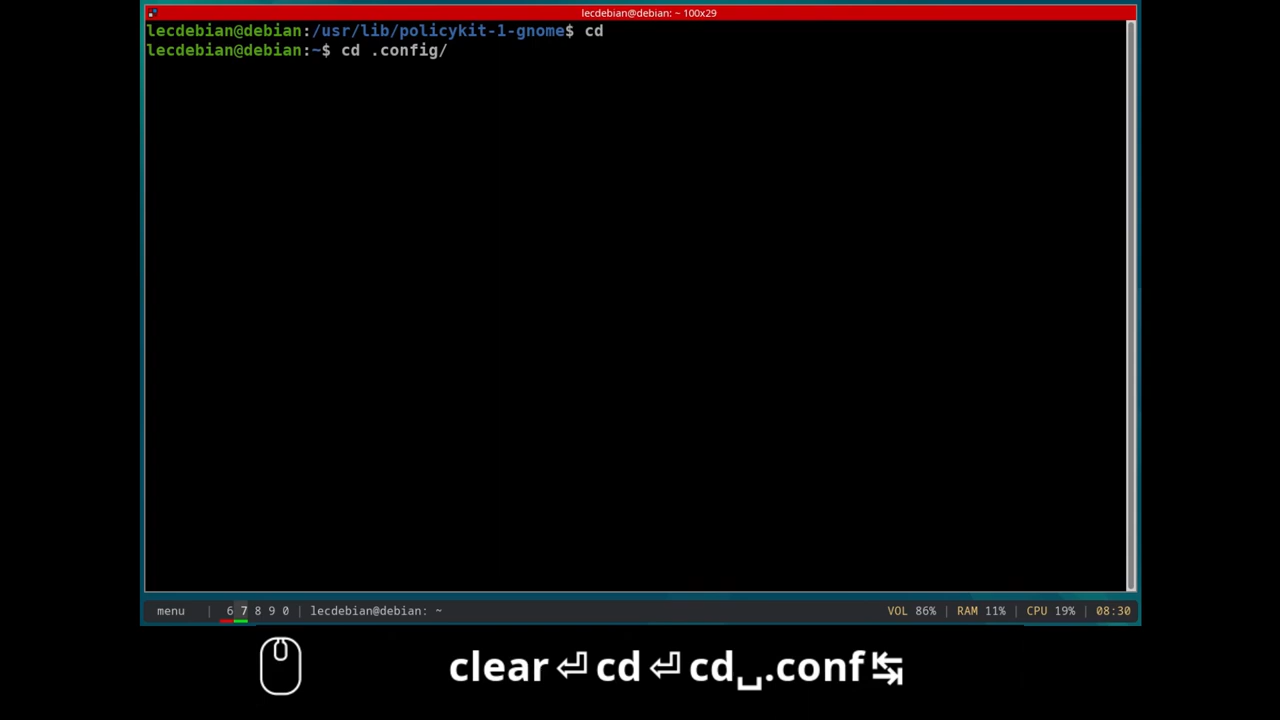 lecdebian@debian: ~ 100x29
lecdebian@debian:/usr/lib/policykit-1-gnome$ cd
lecdebian@debian:~$ cd .config/
menu | 6 7 8 9 0 | lecdebian@debian: ~ VOL 86% | RAM 11% | CPU 19% | 08:30
clear⏎cd⏎cd␣.conf↹